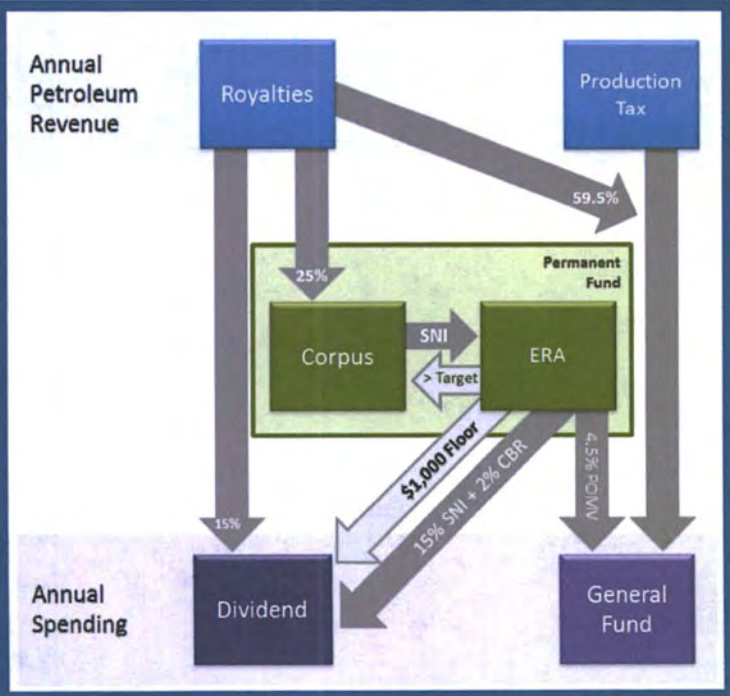 Annual
Petroleum
Revenue
Royalties
Production
Tax
59.5%
25%
Permanent
Fund
Corpus
SNI
ERA
> Target
$1,000 Floor
15% SNI + 2% CBR
4.5% POMV
15%
Annual
Spending
Dividend
General
Fund